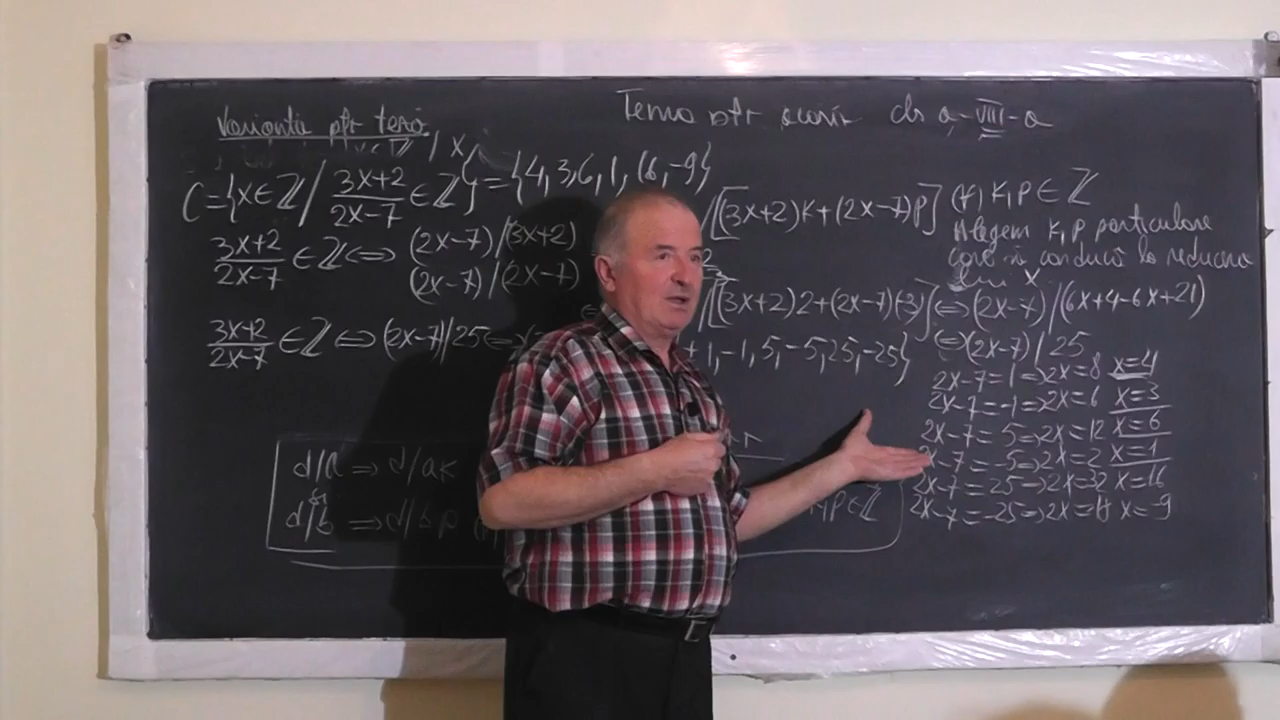 Varianta ptr
Tema ptr cls a-VIII-a
C={x∈ℤ/ (3x+2)/(2x-7) ∈ℤ}={4,3,6,1,16,-9}
/[(3x+2)k+(2x-7)p] (∀) k,p∈ℤ
Alegem k,p particulare
care să conducă la reducerea
lui x
(3x+2)/(2x-7) ∈ℤ⇔ (2x-7)/(3x+2)
(2x-7)/(2x-7)
/[(3x+2)2+(2x-7)(-3)]⇔(2x-7)/(6x+4-6x+21)
(3x+2)/(2x-7) ∈ℤ⇔(2x-7)/25⇔
1,-1,5,-5,25,-25}
⇔(2x-7)/25
2x-7=1⇒2x=8 x=4
2x-7=-1⇒2x=6 x=3
2x-7=5⇒2x=12 x=6
2x-7=-5⇒2x=2 x=1
2x-7=25⇒2x=32 x=16
2x-7=-25⇒2x=-18 x=-9
d/a⇒d/ak
d/b⇒d/bp
p∈ℤ